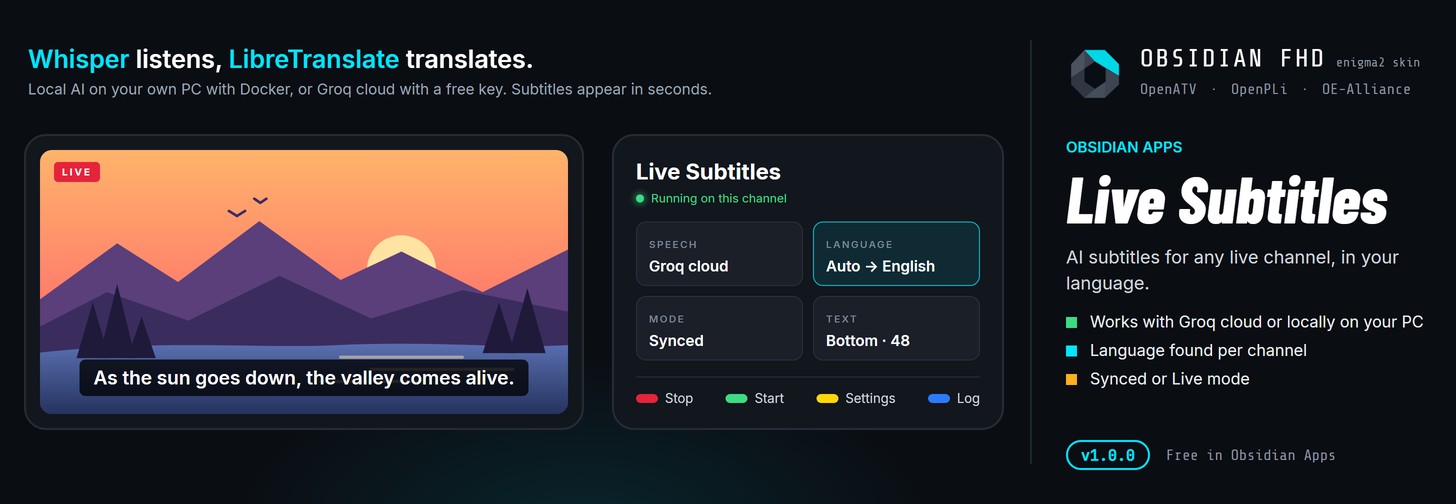 Whisper listens, LibreTranslate translates.
Local AI on your own PC with Docker, or Groq cloud with a free key. Subtitles appear in seconds.
LIVE
As the sun goes down, the valley comes alive.
Live Subtitles
Running on this channel
SPEECH
Groq cloud
LANGUAGE
Auto → English
MODE
Synced
TEXT
Bottom · 48
Stop
Start
Settings
Log
OBSIDIAN FHD enigma2 skin
OpenATV · OpenPLi · OE-Alliance
OBSIDIAN APPS
Live Subtitles
AI subtitles for any live channel, in your
language.
Works with Groq cloud or locally on your PC
Language found per channel
Synced or Live mode
v1.0.0 Free in Obsidian Apps